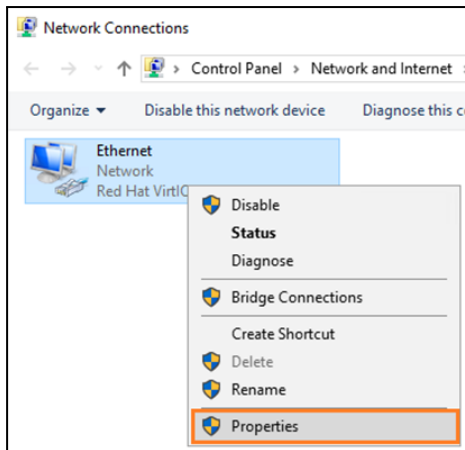 Network Connections
Control Panel > Network and Internet
Organize Disable this network device Diagnose this
Ethernet
Network
Red Hat
Disable
Status
Diagnose
Bridge Connections
Create Shortcut
Delete
Rename
Properties